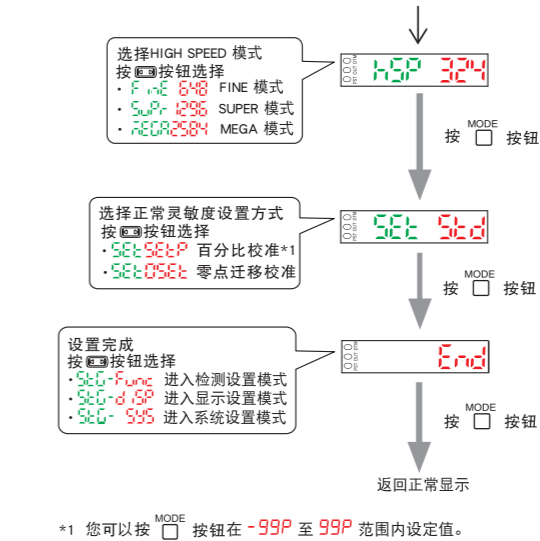 选择HIGH SPEED 模式
按 按钮选择
・FinE 648 FINE 模式
・SuPr 1296 SUPER 模式
・MEGA2584 MEGA 模式
hSP 324
按 MODE 按钮
选择正常灵敏度设置方式
按 按钮选择
・SEt SEtP 百分比校准*1
・SEt 0SEt 零点迁移校准
SEt Std
按 MODE 按钮
设置完成
按 按钮选择
・StG-Func 进入检测设置模式
・StG-diSP 进入显示设置模式
・StG- SYS 进入系统设置模式
End
按 MODE 按钮
返回正常显示
*1 您可以按 MODE 按钮在 -99P 至 99P 范围内设定值。